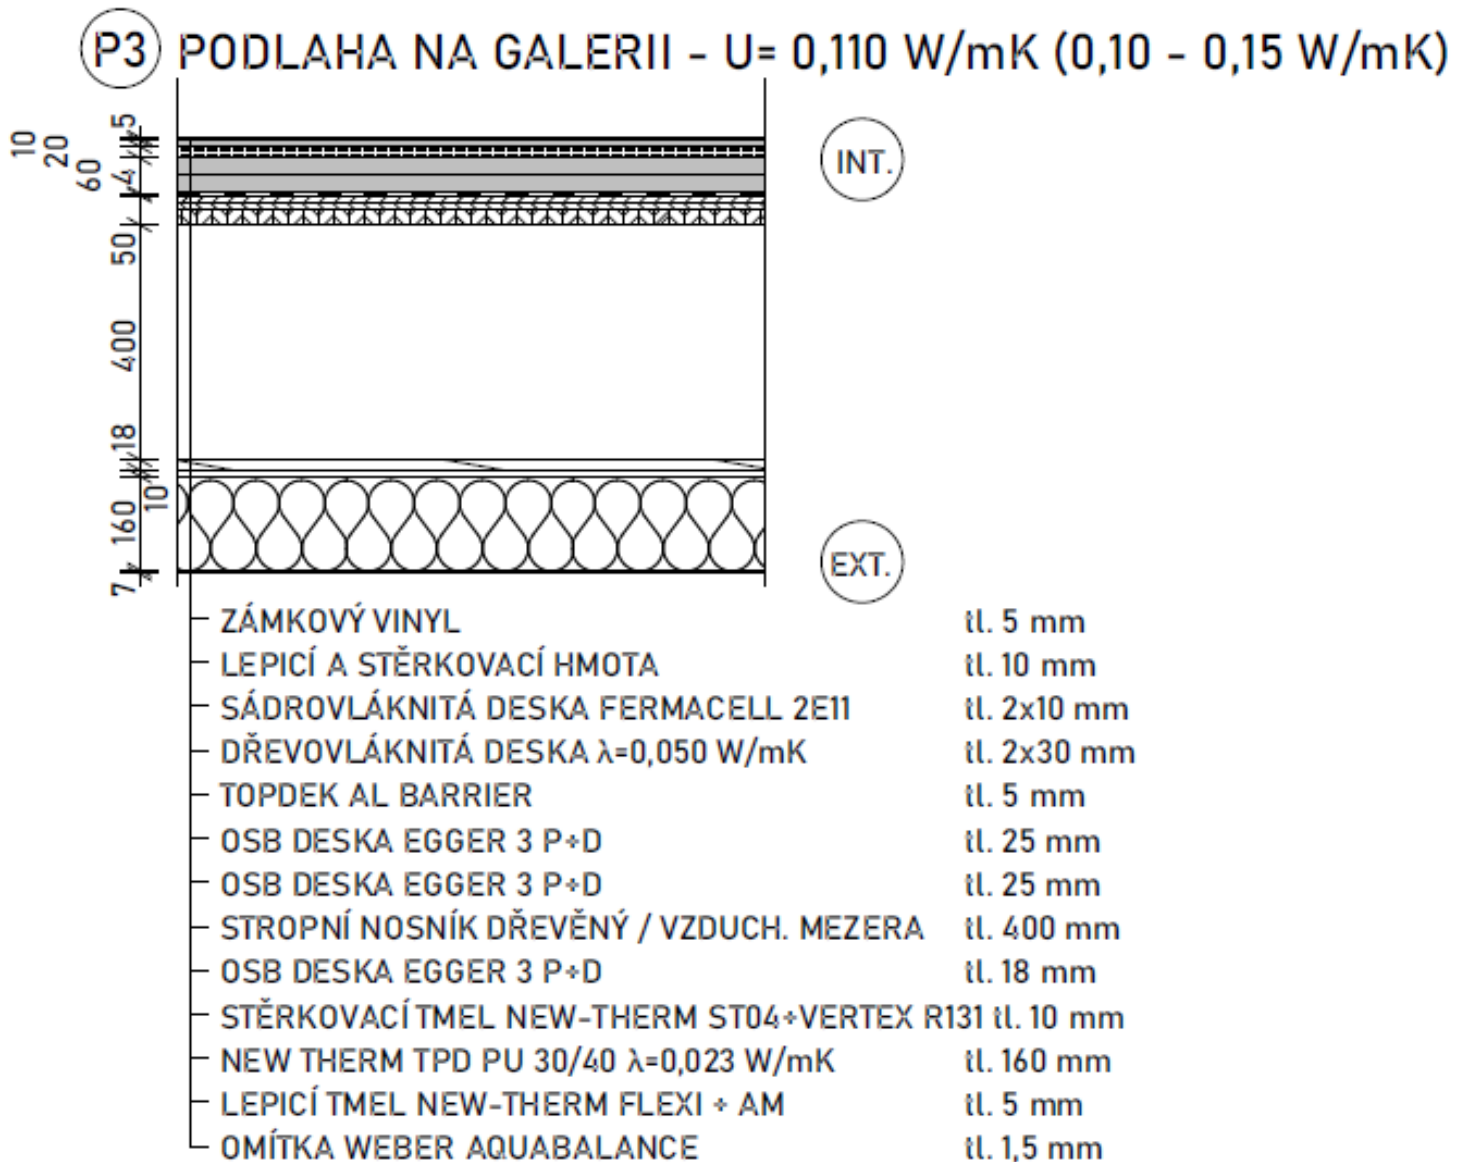 P3 PODLAHA NA GALERII - U= 0,110 W/mK (0,10 - 0,15 W/mK)
10
20
60
5
4
50
400
18
160
10
7
INT.
EXT.
ZÁMKOVÝ VINYL tl. 5 mm
LEPICÍ A STĚRKOVACÍ HMOTA tl. 10 mm
SÁDROVLÁKNITÁ DESKA FERMACELL 2E11 tl. 2x10 mm
DŘEVOVLÁKNITÁ DESKA λ=0,050 W/mK tl. 2x30 mm
TOPDEK AL BARRIER tl. 5 mm
OSB DESKA EGGER 3 P+D tl. 25 mm
OSB DESKA EGGER 3 P+D tl. 25 mm
STROPNÍ NOSNÍK DŘEVĚNÝ / VZDUCH. MEZERA tl. 400 mm
OSB DESKA EGGER 3 P+D tl. 18 mm
STĚRKOVACÍ TMEL NEW-THERM ST04+VERTEX R131 tl. 10 mm
NEW THERM TPD PU 30/40 λ=0,023 W/mK tl. 160 mm
LEPICÍ TMEL NEW-THERM FLEXI + AM tl. 5 mm
OMÍTKA WEBER AQUABALANCE tl. 1,5 mm